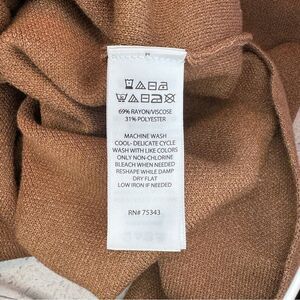 69% RAYON/VISCOSE
31% POLYESTER
MACHINE WASH
COOL- DELICATE CYCLE
WASH WITH LIKE COLORS
ONLY NON-CHLORINE
BLEACH WHEN NEEDED
RESHAPE WHILE DAMP
DRY FLAT
LOW IRON IF NEEDED
RN# 75343